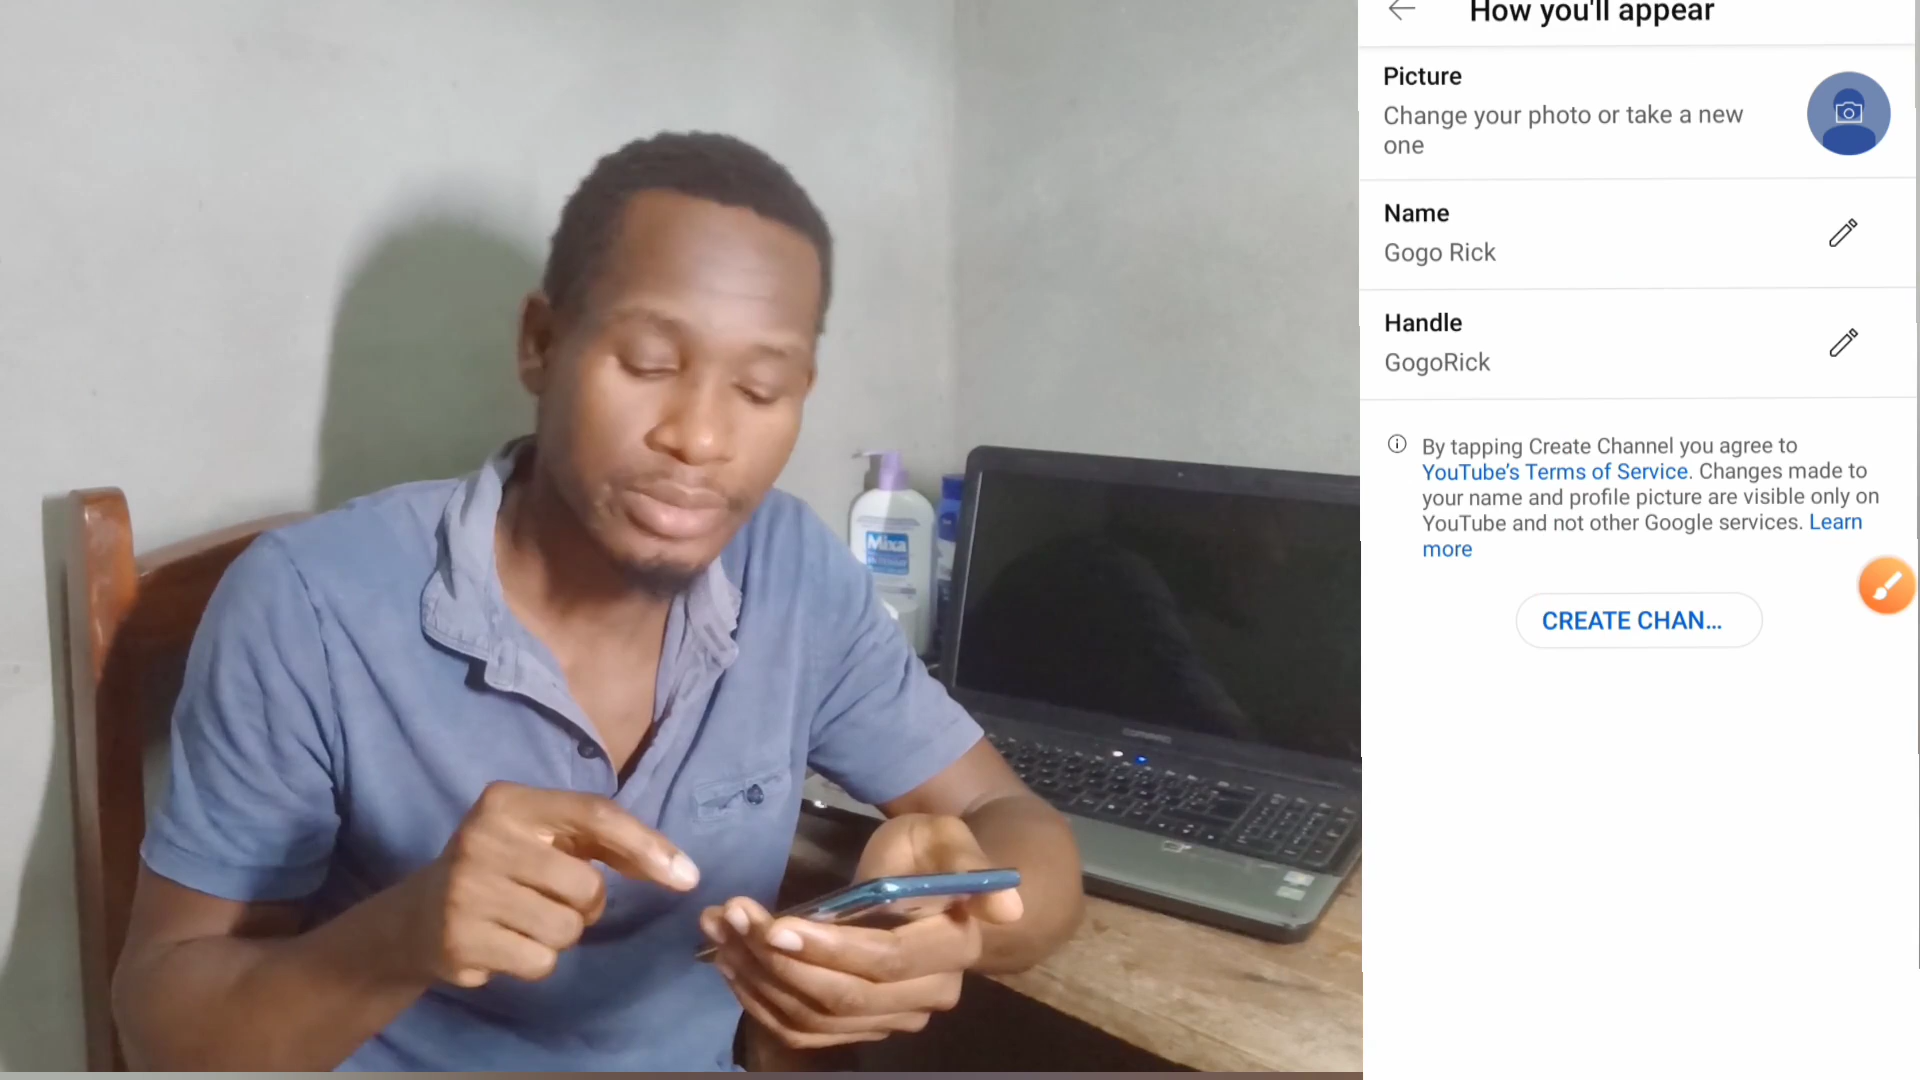 How you'll appear
Picture
Change your photo or take a new
one
Name
Gogo Rick
Handle
GogoRick
By tapping Create Channel you agree to
YouTube's Terms of Service. Changes made to
your name and profile picture are visible only on
YouTube and not other Google services. Learn
more
CREATE CHAN...
Mixa